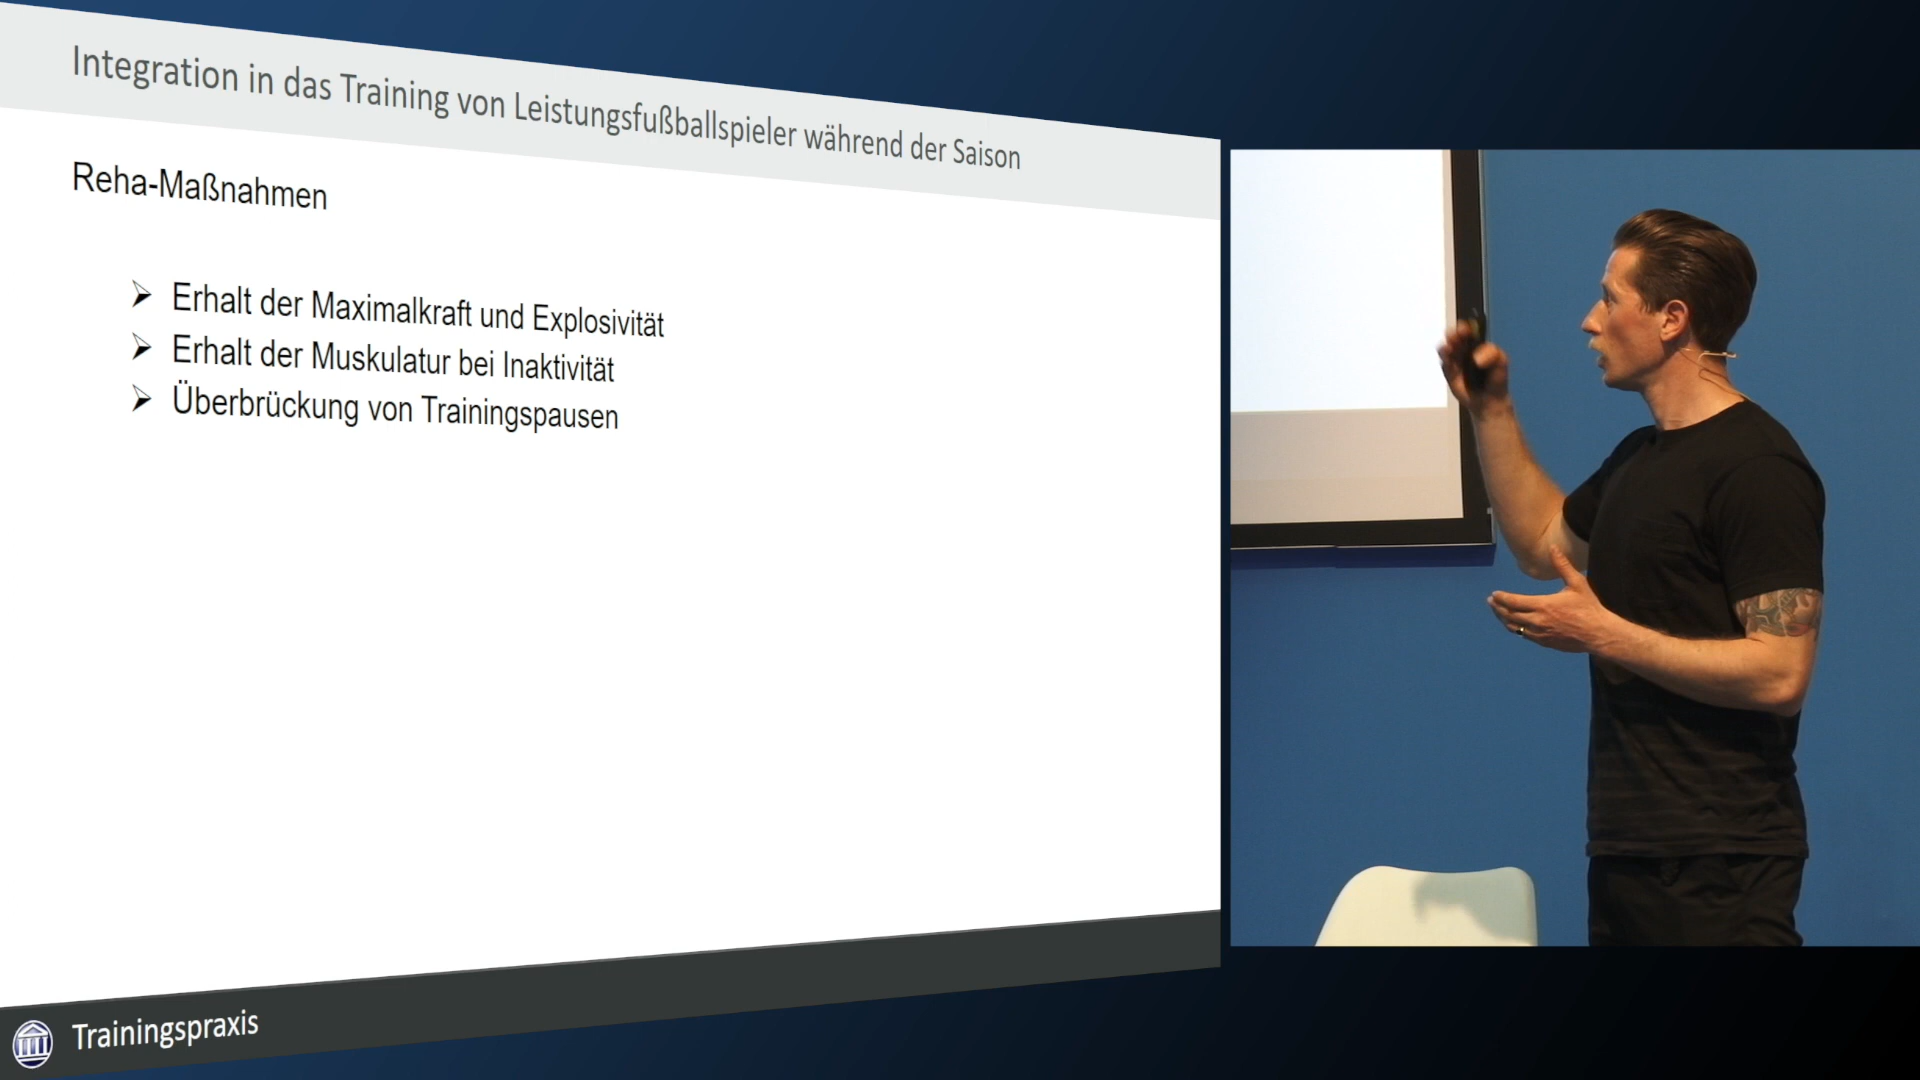 Integration in das Training von Leistungsfußballspieler während der Saison
Reha-Maßnahmen
Erhalt der Maximalkraft und Explosivität
Erhalt der Muskulatur bei Inaktivität
Überbrückung von Trainingspausen
Trainingspraxis